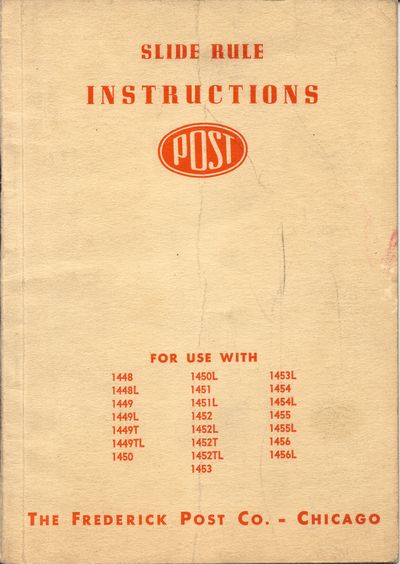 SLIDE RULE
INSTRUCTIONS
POST
FOR USE WITH
1448 1450L 1453L
1448L 1451 1454
1449 1451L 1454L
1449L 1452 1455
1449T 1452L 1455L
1449TL 1452T 1456
1450 1452TL 1456L
1453
THE FREDERICK POST CO. - CHICAGO